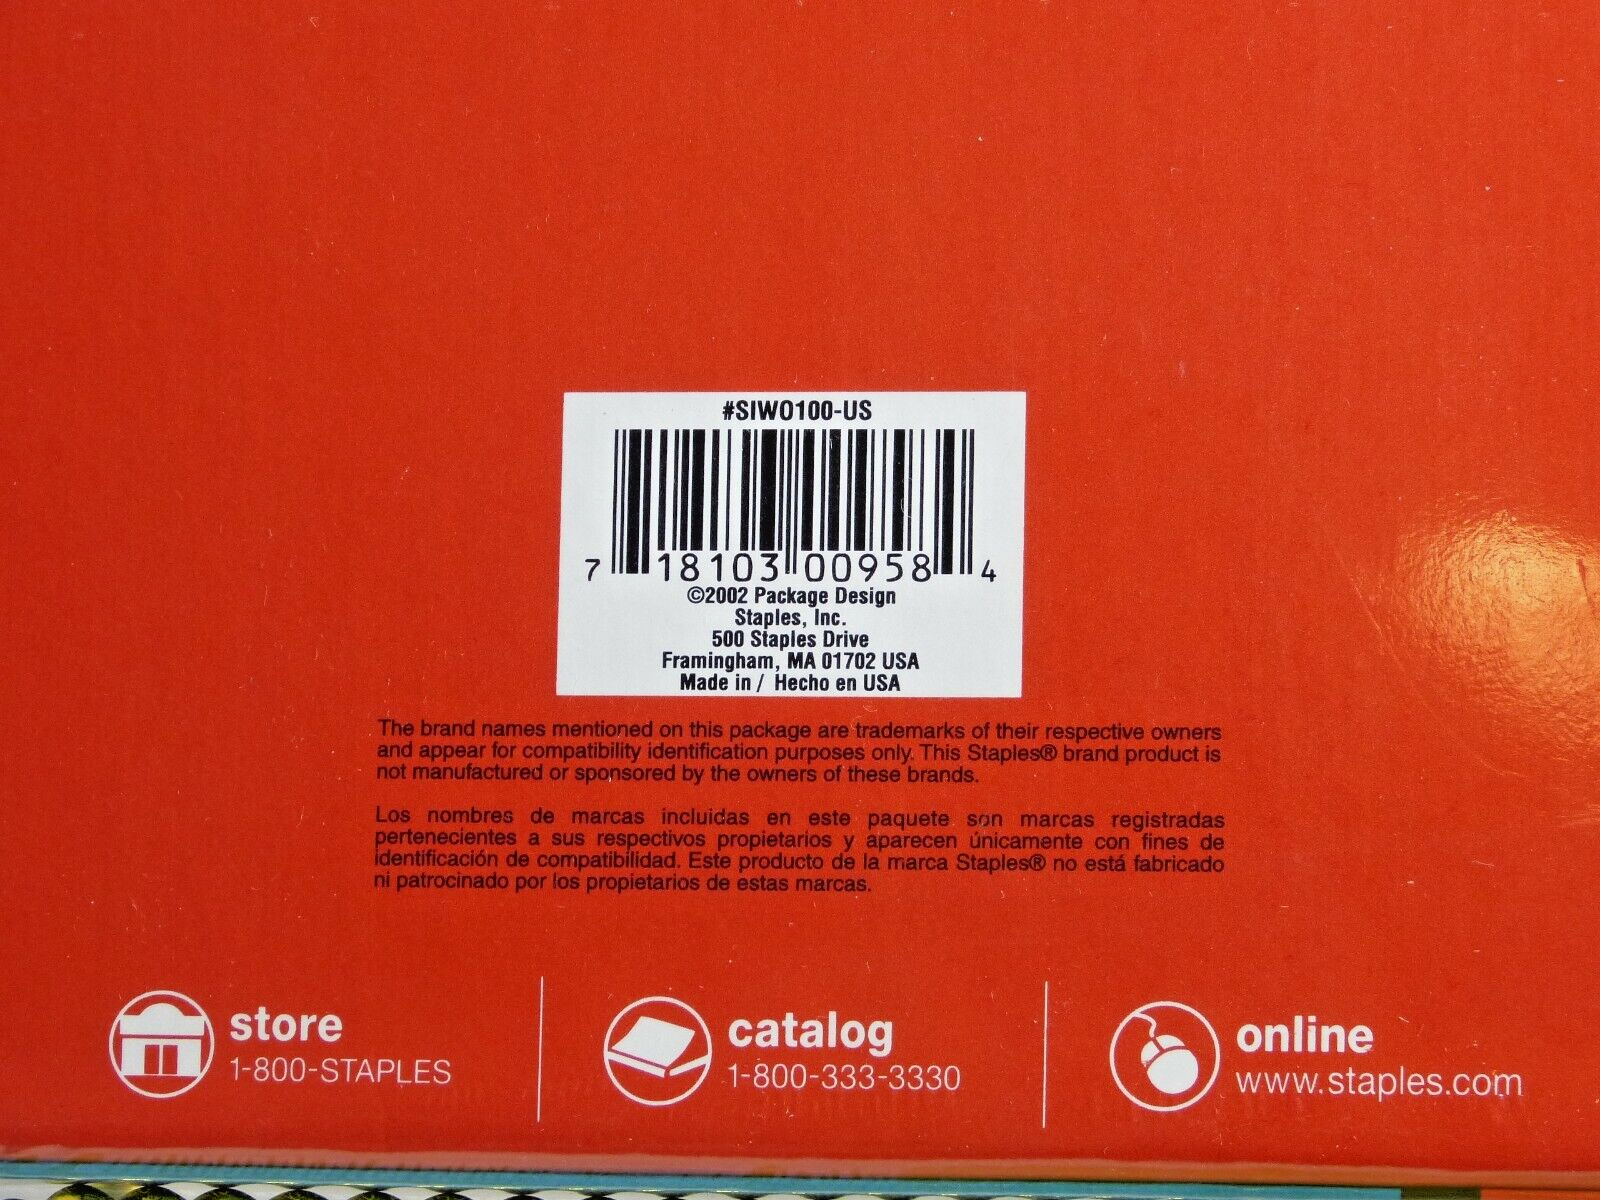 #SIWO100-US
7 18103 00958 4
©2002 Package Design
Staples, Inc.
500 Staples Drive
Framingham, MA 01702 USA
Made in / Hecho en USA
The brand names mentioned on this package are trademarks of their respective owners
and appear for compatibility identification purposes only. This Staples® brand product is
not manufactured or sponsored by the owners of these brands.
Los nombres de marcas incluidas en este paquete son marcas registradas
pertenecientes a sus respectivos propietarios y aparecen únicamente con fines de
identificación de compatibilidad. Este producto de la marca Staples® no está fabricado
ni patrocinado por los propietarios de estas marcas.
store
1-800-STAPLES
catalog
1-800-333-3330
online
www.staples.com